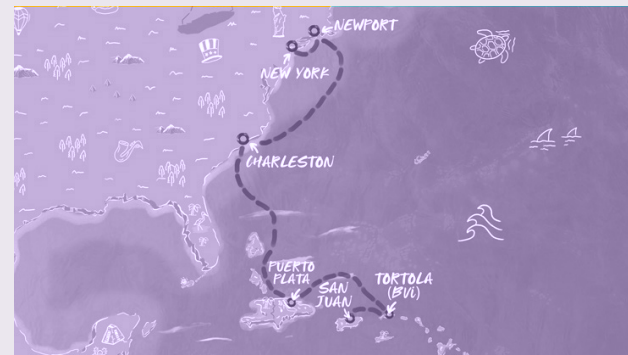 NEWPORT
NEW YORK
CHARLESTON
PUERTO
PLATA
SAN
JUAN
TORTOLA
(BVi)